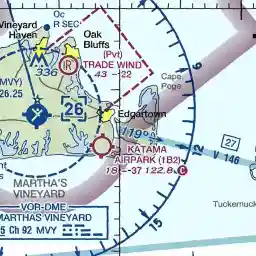 Oc
R SEC
Vineyard
Haven
Oak
Bluffs
(Pvt)
TRADE WIND
43 - 22
336
R
MVY)
26.25
26
Cape
Poge
Edgartown
119°
KATAMA
AIRPARK (1B2)
18 - 37 122.8 C
12
27
V 146
MARTHA'S
VINEYARD
VOR-DME
MARTHAS VINEYARD
5 Ch 92 MVY
15
Tuckernuck